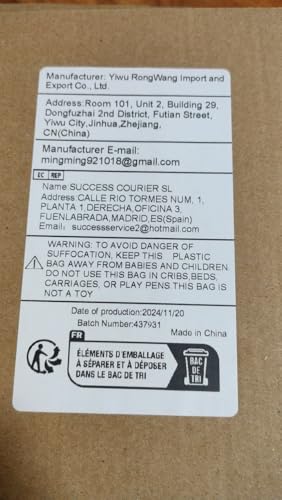 Manufacturer: Yiwu RongWang Import and
Export Co., Ltd.
Address:Room 101, Unit 2, Building 29,
Dongfuzhai 2nd District, Futian Street,
Yiwu City,Jinhua,Zhejiang,
CN(China)
Manufacturer E-mail:
mingming921018@gmail.com
EC REP
Name:SUCCESS COURIER SL
Address:CALLE RIO TORMES NUM, 1,
PLANTA 1,DERECHA,OFICINA 3,
FUENLABRADA,MADRID,ES(Spain)
Email: successservice2@hotmail.com
WARNING: TO AVOID DANGER OF
SUFFOCATION, KEEP THIS PLASTIC
BAG AWAY FROM BABIES AND CHILDREN
DO NOT USE THIS BAG IN CRIBS,BEDS,
CARRIAGES, OR PLAY PENS THIS BAG IS
NOT A TOY
Date of production:2024/11/20
Batch Number:437931
Made in China
FR
ÉLÉMENTS D'EMBALLAGE
À SÉPARER ET À DÉPOSER
DANS LE BAC DE TRI
BAC
DE
TRI